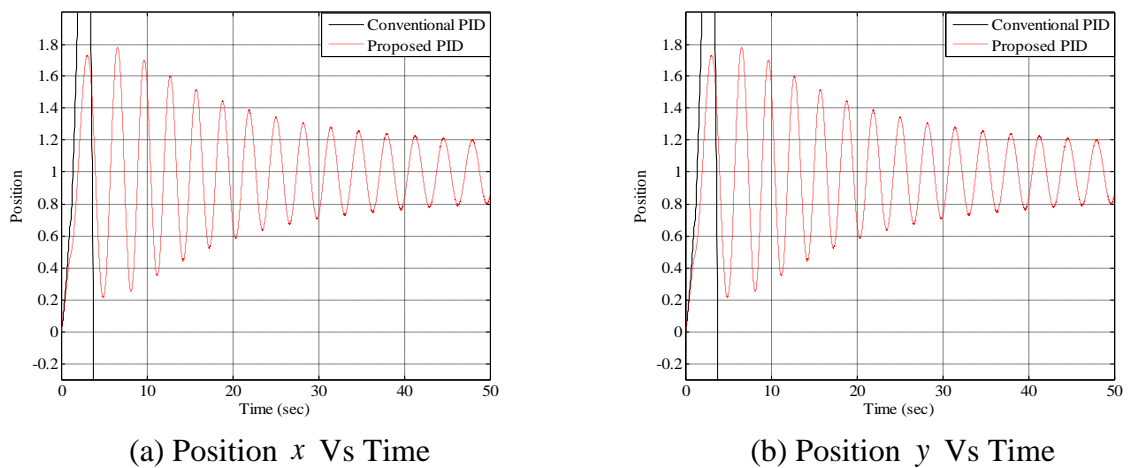 Conventional PID
Proposed PID
1.8
1.6
1.4
1.2
1
0.8
0.6
0.4
0.2
0
-0.2
Position
0 10 20 30 40 50
Time (sec)
(a) Position x Vs Time
Conventional PID
Proposed PID
1.8
1.6
1.4
1.2
1
0.8
0.6
0.4
0.2
0
-0.2
Position
0 10 20 30 40 50
Time (sec)
(b) Position y Vs Time